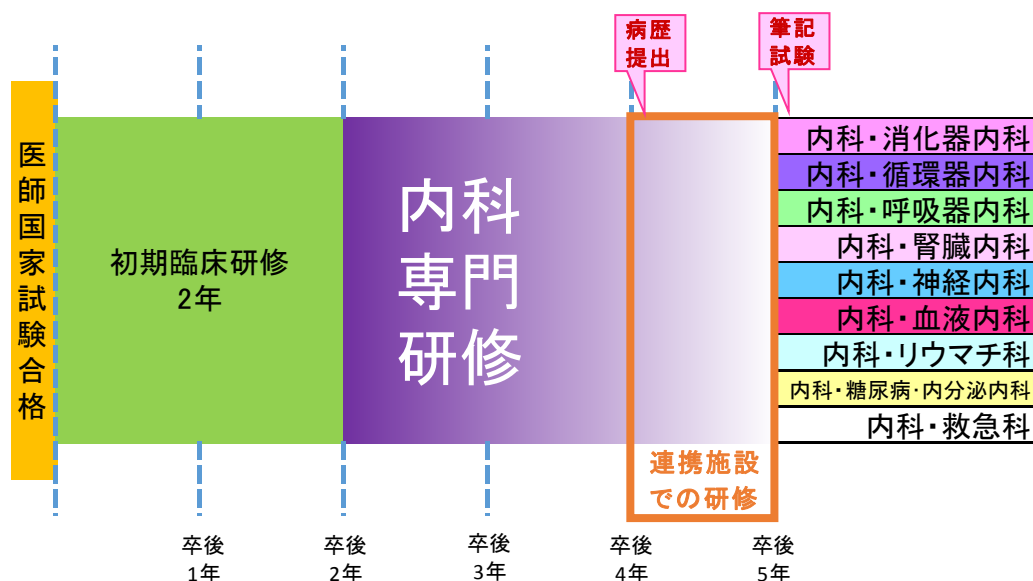 病歴
提出
筆記
試験
医師国家試験合格
初期臨床研修
2年
内科
専門
研修
内科・消化器内科
内科・循環器内科
内科・呼吸器内科
内科・腎臓内科
内科・神経内科
内科・血液内科
内科・リウマチ科
内科・糖尿病・内分泌内科
内科・救急科
連携施設
での研修
卒後
1年
卒後
2年
卒後
3年
卒後
4年
卒後
5年